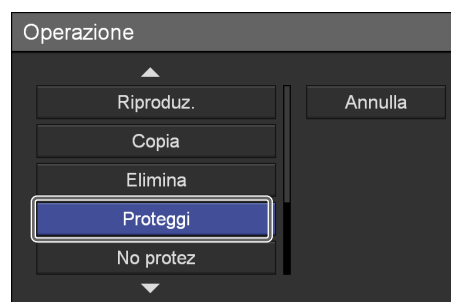 Operazione
Riproduz.
Annulla
Copia
Elimina
Proteggi
No protez